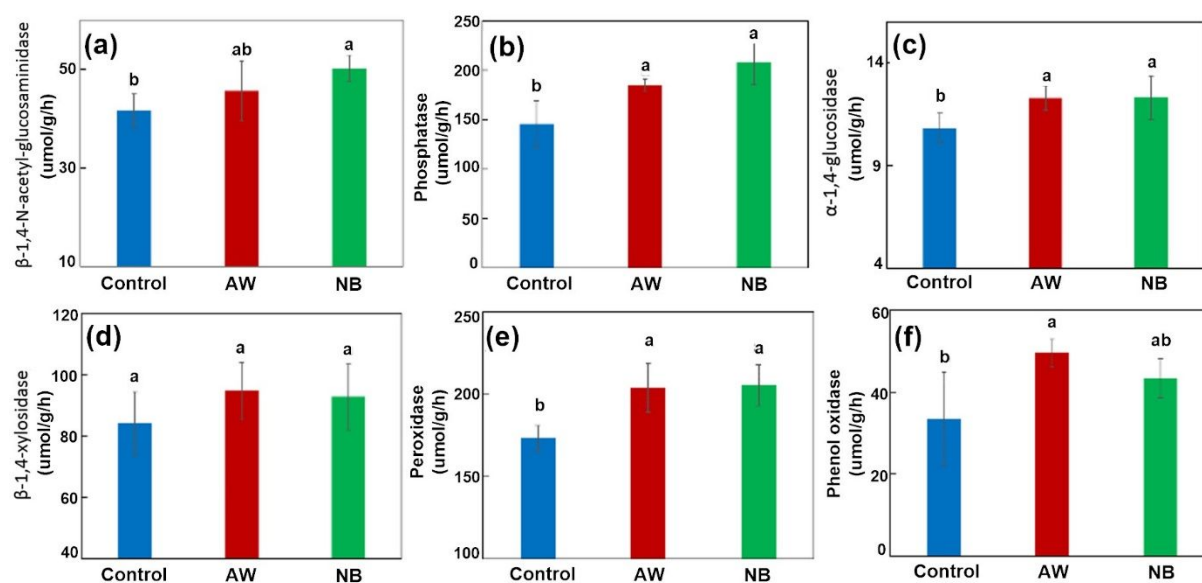 (a)
β-1,4-N-acetyl-glucosaminidase
(umol/g/h)
50
30
10
b
ab
a
Control AW NB
(b)
Phosphatase
(umol/g/h)
250
200
150
100
50
0
b
a
a
Control AW NB
(c)
α-1,4-glucosidase
(umol/g/h)
14
9
4
b
a
a
Control AW NB
(d)
β-1,4-xylosidase
(umol/g/h)
120
100
80
60
40
a
a
a
Control AW NB
(e)
Peroxidase
(umol/g/h)
250
200
150
100
b
a
a
Control AW NB
(f)
Phenol oxidase
(umol/g/h)
60
40
20
0
b
a
ab
Control AW NB